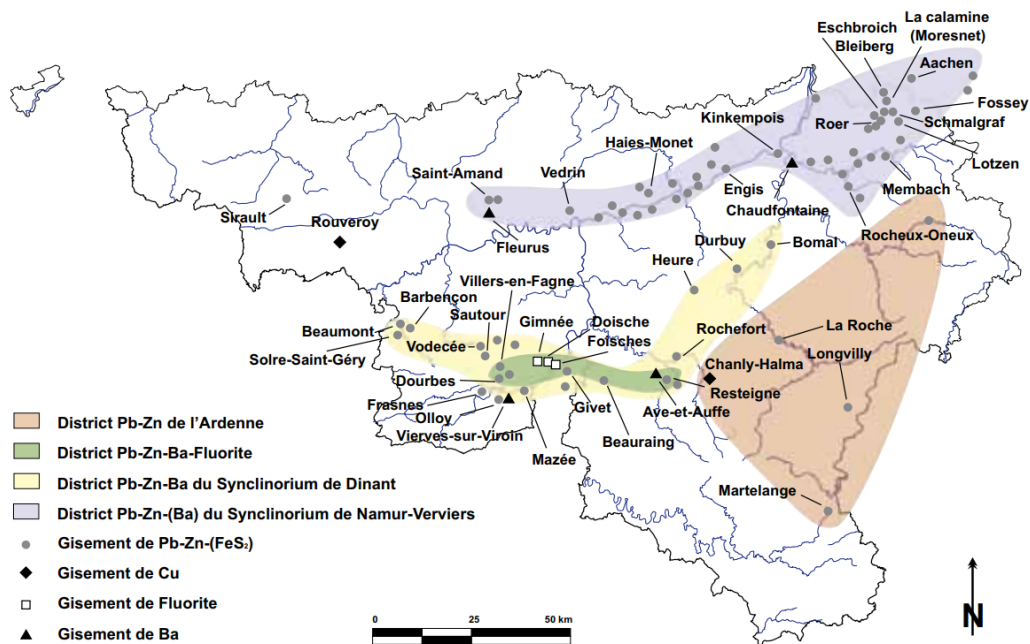 La calamine
(Moresnet)
Eschbroich
Bleiberg
Aachen
Fossey
Kinkempois
Roer
Schmalgraf
Haies-Monet
Lotzen
Saint-Amand
Vedrin
Engis
Membach
Sirault
Rouveroy
Chaudfontaine
Rocheux-Oneux
Fleurus
Durbuy
Bomal
Heure
Villers-en-Fagne
Barbençon
Sautour
Gimnée
Doische
Foisches
Beaumont
Vodecée
Rochefort
La Roche
Solre-Saint-Géry
Chanly-Halma
Longvilly
Dourbes
Resteigne
Frasnes
Givet
Ave-et-Auffe
Olloy
Vierves-sur-Viroin
Beauraing
Mazée
Martelange
District Pb-Zn de l'Ardenne
District Pb-Zn-Ba-Fluorite
District Pb-Zn-Ba du Synclinorium de Dinant
District Pb-Zn-(Ba) du Synclinorium de Namur-Verviers
Gisement de Pb-Zn-(FeS₂)
Gisement de Cu
Gisement de Fluorite
Gisement de Ba
0 25 50 km
N